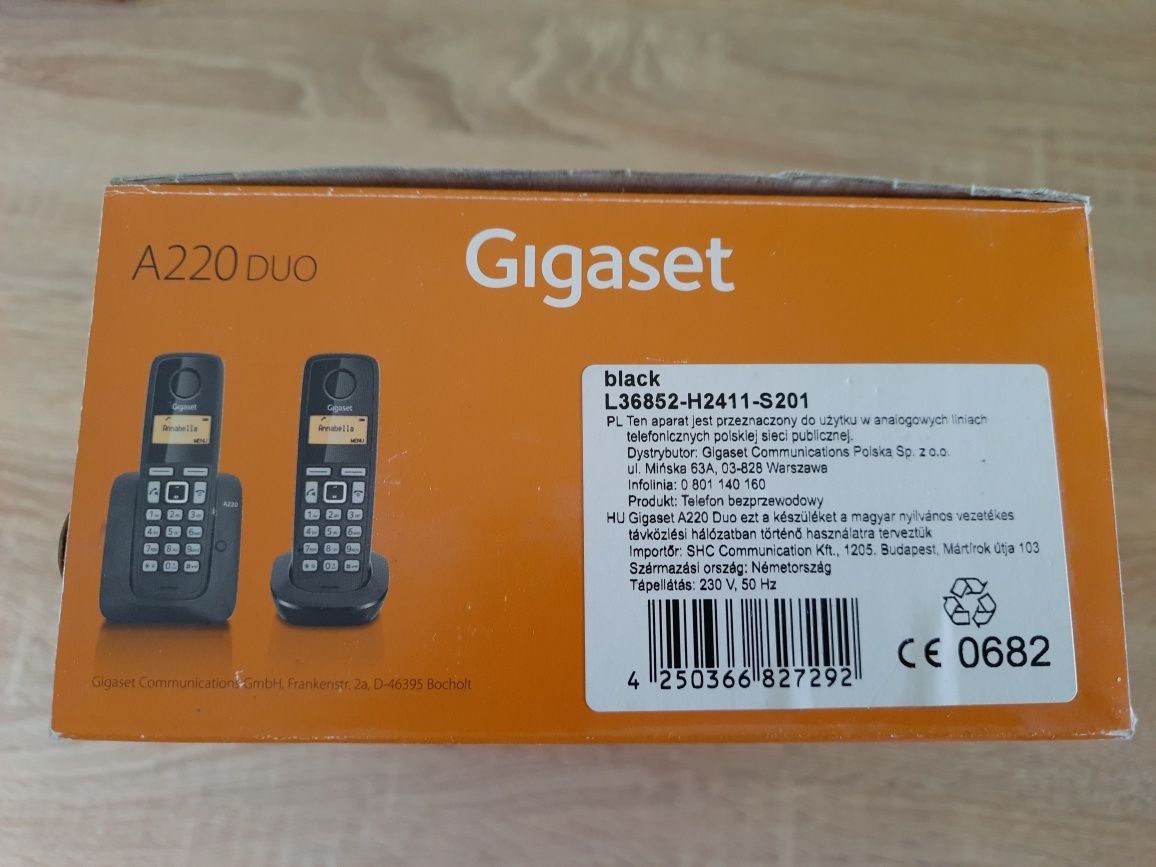 A220 DUO
Gigaset
Gigaset
Annabella
MENU
A220
Gigaset
Annabella
MENU
Gigaset Communications GmbH, Frankenstr. 2a, D-46395 Bocholt
black
L36852-H2411-S201
PL Ten aparat jest przeznaczony do użytku w analogowych liniach
telefonicznych polskiej sieci publicznej.
Dystrybutor: Gigaset Communications Polska Sp. z o.o.
ul. Mińska 63A, 03-828 Warszawa
Infolinia: 0 801 140 160
Produkt: Telefon bezprzewodowy
HU Gigaset A220 Duo ezt a készüléket a magyar nyilvános vezetékes
távközlési hálózatban történő használatra terveztük
Importőr: SHC Communication Kft., 1205. Budapest, Mártírok útja 103
Származási ország: Németország
Tápellátás: 230 V, 50 Hz
CE 0682
4 250366 827292